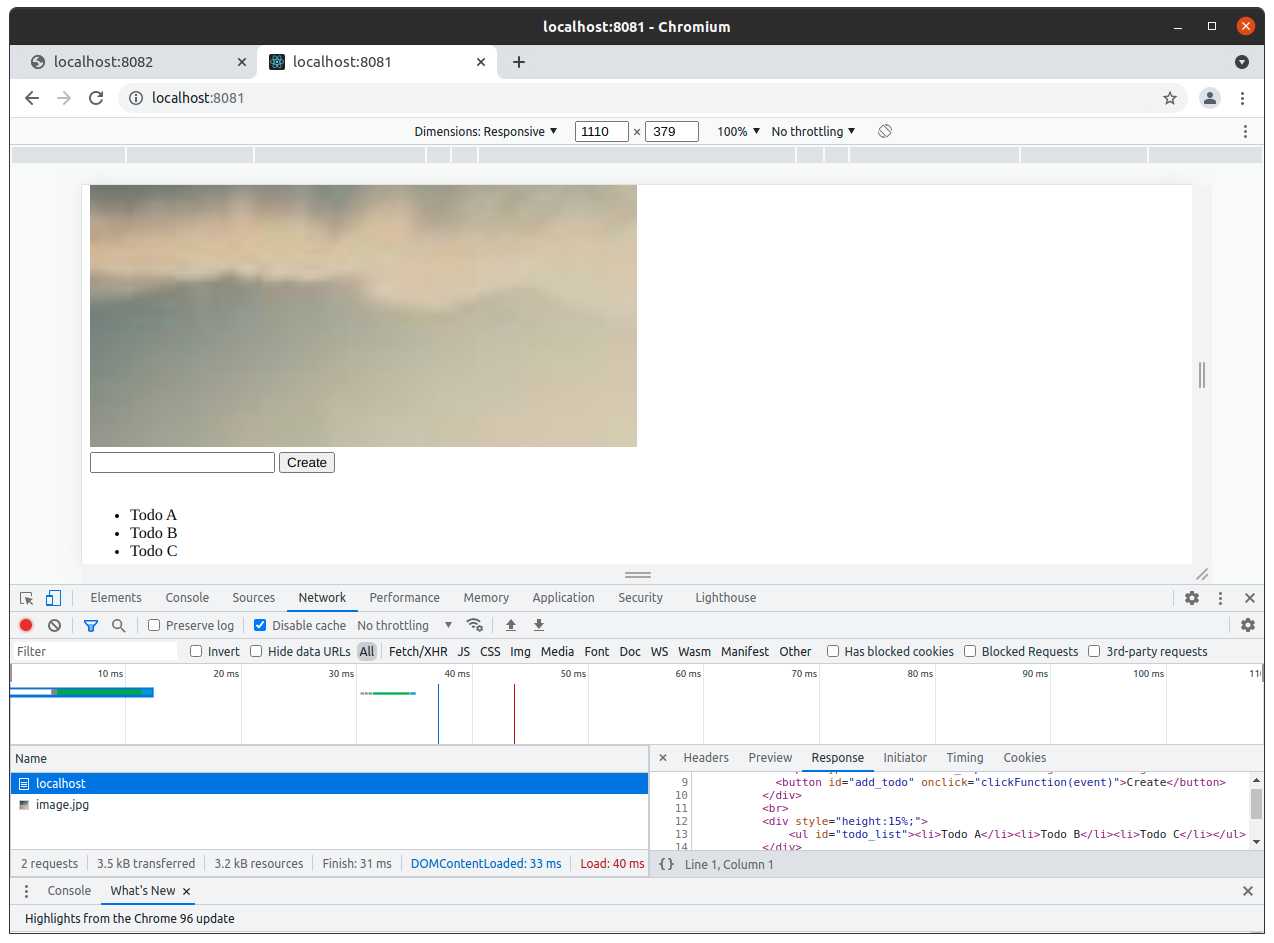 localhost:8081 - Chromium
localhost:8082 localhost:8081
localhost:8081
Dimensions: Responsive ▼ 1110 × 379 100% ▼ No throttling ▼
Create
• Todo A
• Todo B
• Todo C
Elements Console Sources Network Performance Memory Application Security Lighthouse
Preserve log Disable cache No throttling ▼
Filter Invert Hide data URLs All Fetch/XHR JS CSS Img Media Font Doc WS Wasm Manifest Other Has blocked cookies Blocked Requests 3rd-party requests
10 ms 20 ms 30 ms 40 ms 50 ms 60 ms 70 ms 80 ms 90 ms 100 ms
Name
localhost
image.jpg
2 requests 3.5 kB transferred 3.2 kB resources Finish: 31 ms DOMContentLoaded: 33 ms Load: 40 ms
Headers Preview Response Initiator Timing Cookies
9 <button id="add_todo" onclick="clickFunction(event)">Create</button>
10 </div>
11 <br>
12 <div style="height:15%;">
13 <ul id="todo_list"><li>Todo A</li><li>Todo B</li><li>Todo C</li></ul>
14 </div>
{} Line 1, Column 1
Console What's New
Highlights from the Chrome 96 update